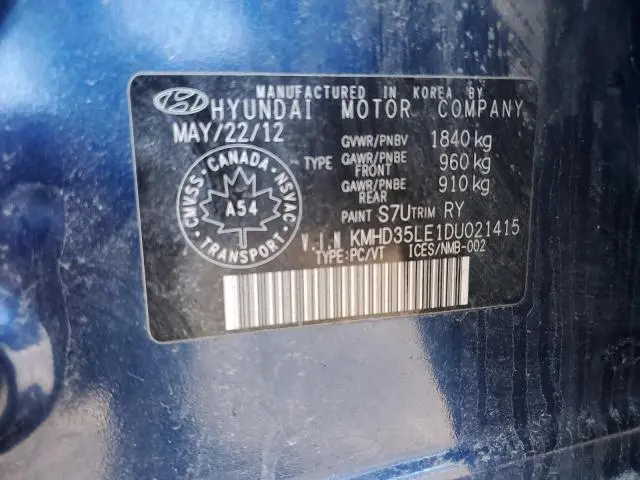 MANUFACTURED IN KOREA BY
HYUNDAI MOTOR COMPANY
MAY/22/12
GVWR/PNBV 1840 kg
TYPE GAWR/PNBE FRONT 960 kg
GAWR/PNBE REAR 910 kg
CANADA
CMVSS NSVAC
A54
TRANSPORT
PAINT S7U TRIM RY
V.I.N KMHD35LE1DU021415
TYPE:PC/VT ICES/NMB-002